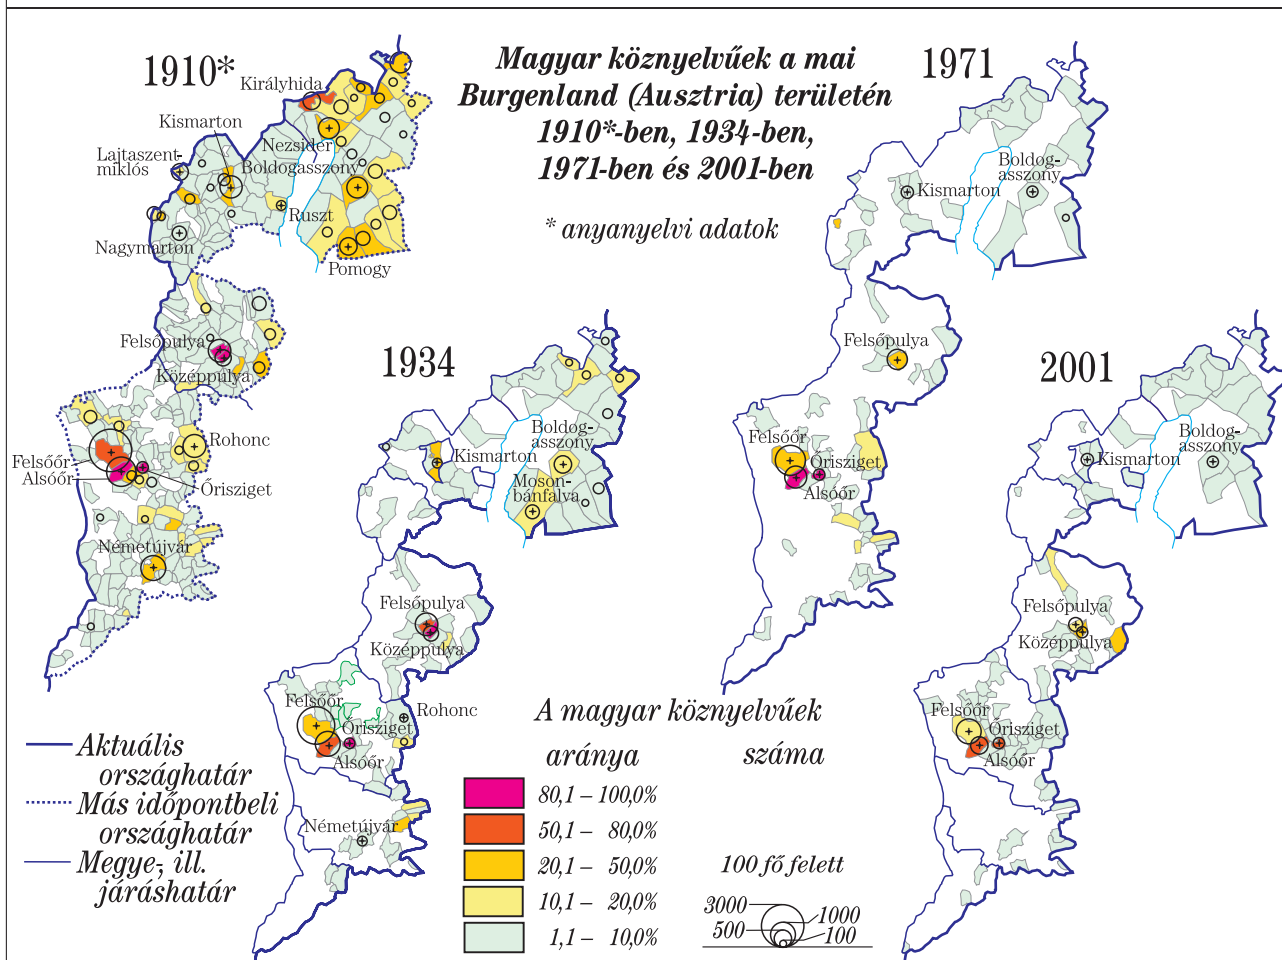 Magyar köznyelvűek a mai
Burgenland (Ausztria) területén
1910*-ben, 1934-ben,
1971-ben és 2001-ben
* anyanyelvi adatok
1910*
Királyhida
Kismarton
Lajtaszent-
miklós
Nezsider
Boldogasszony
Ruszt
Nagymarton
Pomogy
Felsőpulya
Középpulya
Rohonc
Felsőőr
Alsóőr
Őrisziget
Németújvár
1934
Boldog-
asszony
Kismarton
Moson-
bánfalva
Felsőpulya
Középpulya
Felsőőr
Rohonc
Őrisziget
Alsóőr
Németújvár
1971
Boldog-
asszony
Kismarton
Felsőpulya
Felsőőr
Őrisziget
Alsóőr
2001
Boldog-
asszony
Kismarton
Felsőpulya
Középpulya
Felsőőr
Őrisziget
Alsóőr
Aktuális
országhatár
Más időpontbeli
országhatár
Megye-, ill.
járáshatár
A magyar köznyelvűek
aránya száma
80,1 – 100,0%
50,1 – 80,0%
20,1 – 50,0%
10,1 – 20,0%
1,1 – 10,0%
100 fő felett
3000
1000
500
100